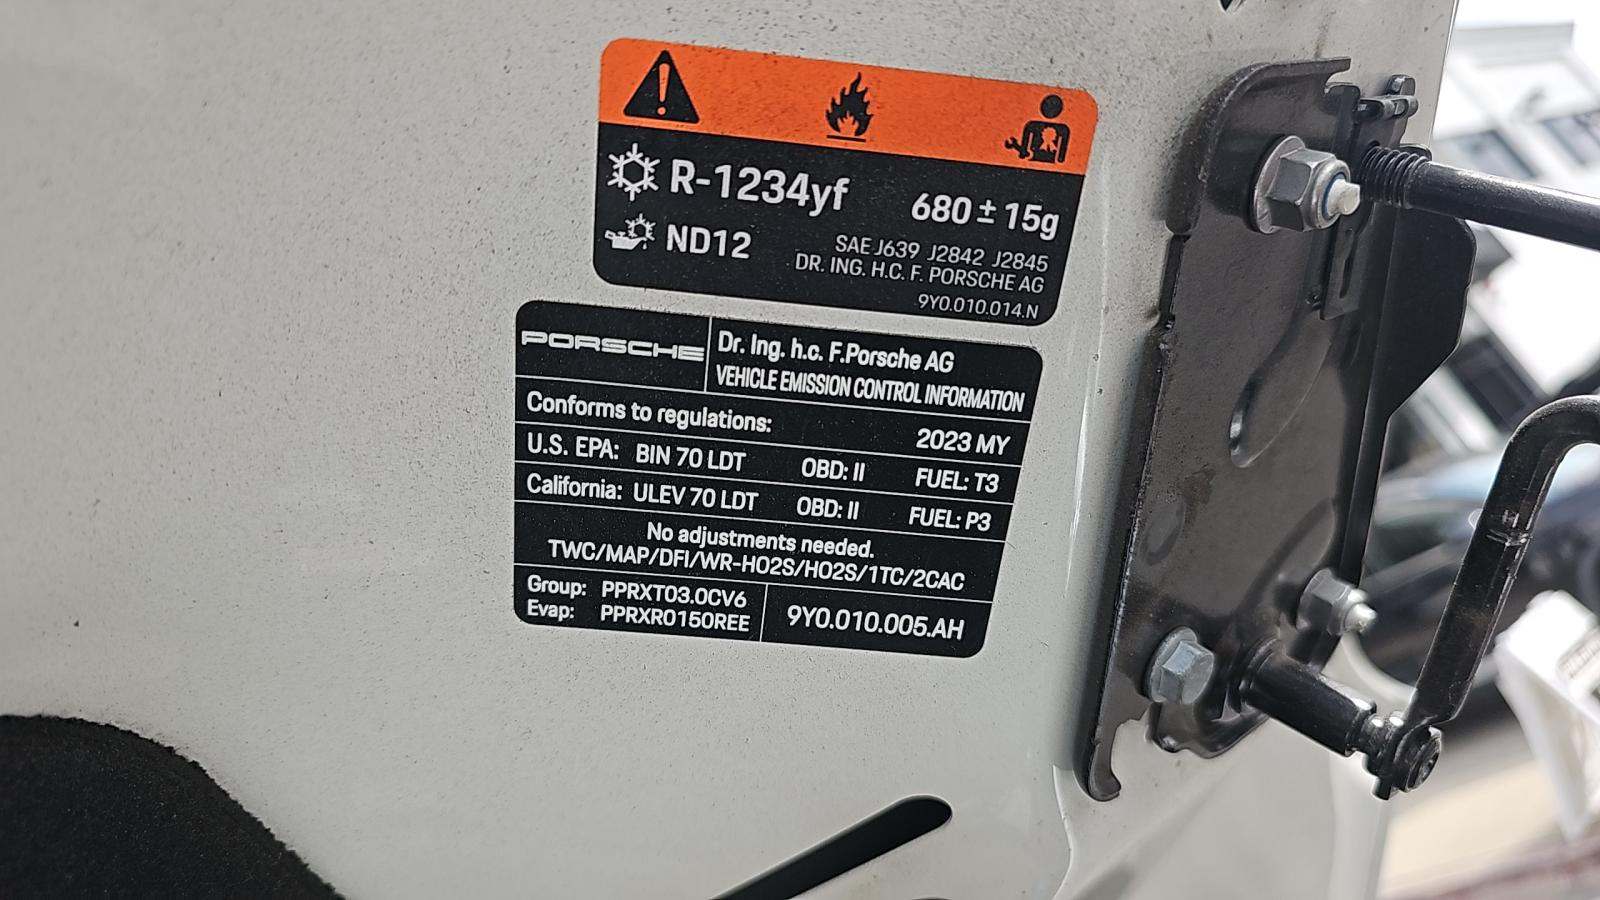 R-1234yf 680 ± 15g
ND12
SAE J639 J2842 J2845
DR. ING. H.C. F. PORSCHE AG
9Y0.010.014.N
PORSCHE
Dr. Ing. h.c. F.Porsche AG
VEHICLE EMISSION CONTROL INFORMATION
Conforms to regulations: 2023 MY
U.S. EPA: BIN 70 LDT OBD: II FUEL: T3
California: ULEV 70 LDT OBD: II FUEL: P3
No adjustments needed.
TWC/MAP/DFI/WR-HO2S/HO2S/1TC/2CAC
Group: PPRXT03.0CV6
Evap: PPRXR0150REE
9Y0.010.005.AH